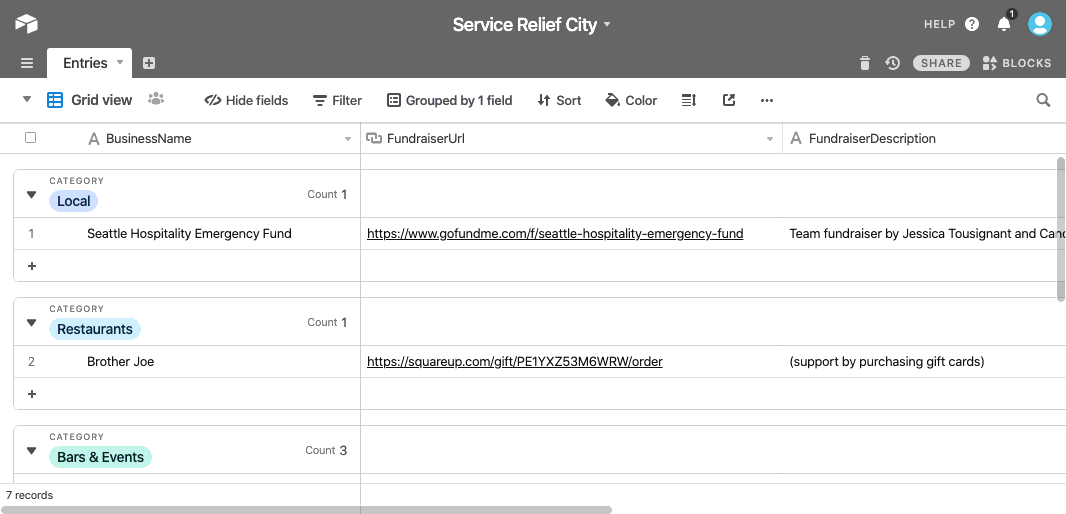 Service Relief City
HELP
1
Entries
SHARE
BLOCKS
Grid view
Hide fields
Filter
Grouped by 1 field
Sort
Color
BusinessName
FundraiserUrl
FundraiserDescription
CATEGORY
Local
Count 1
1
Seattle Hospitality Emergency Fund
https://www.gofundme.com/f/seattle-hospitality-emergency-fund
Team fundraiser by Jessica Tousignant and Canc
CATEGORY
Restaurants
Count 1
2
Brother Joe
https://squareup.com/gift/PE1YXZ53M6WRW/order
(support by purchasing gift cards)
CATEGORY
Bars & Events
Count 3
7 records